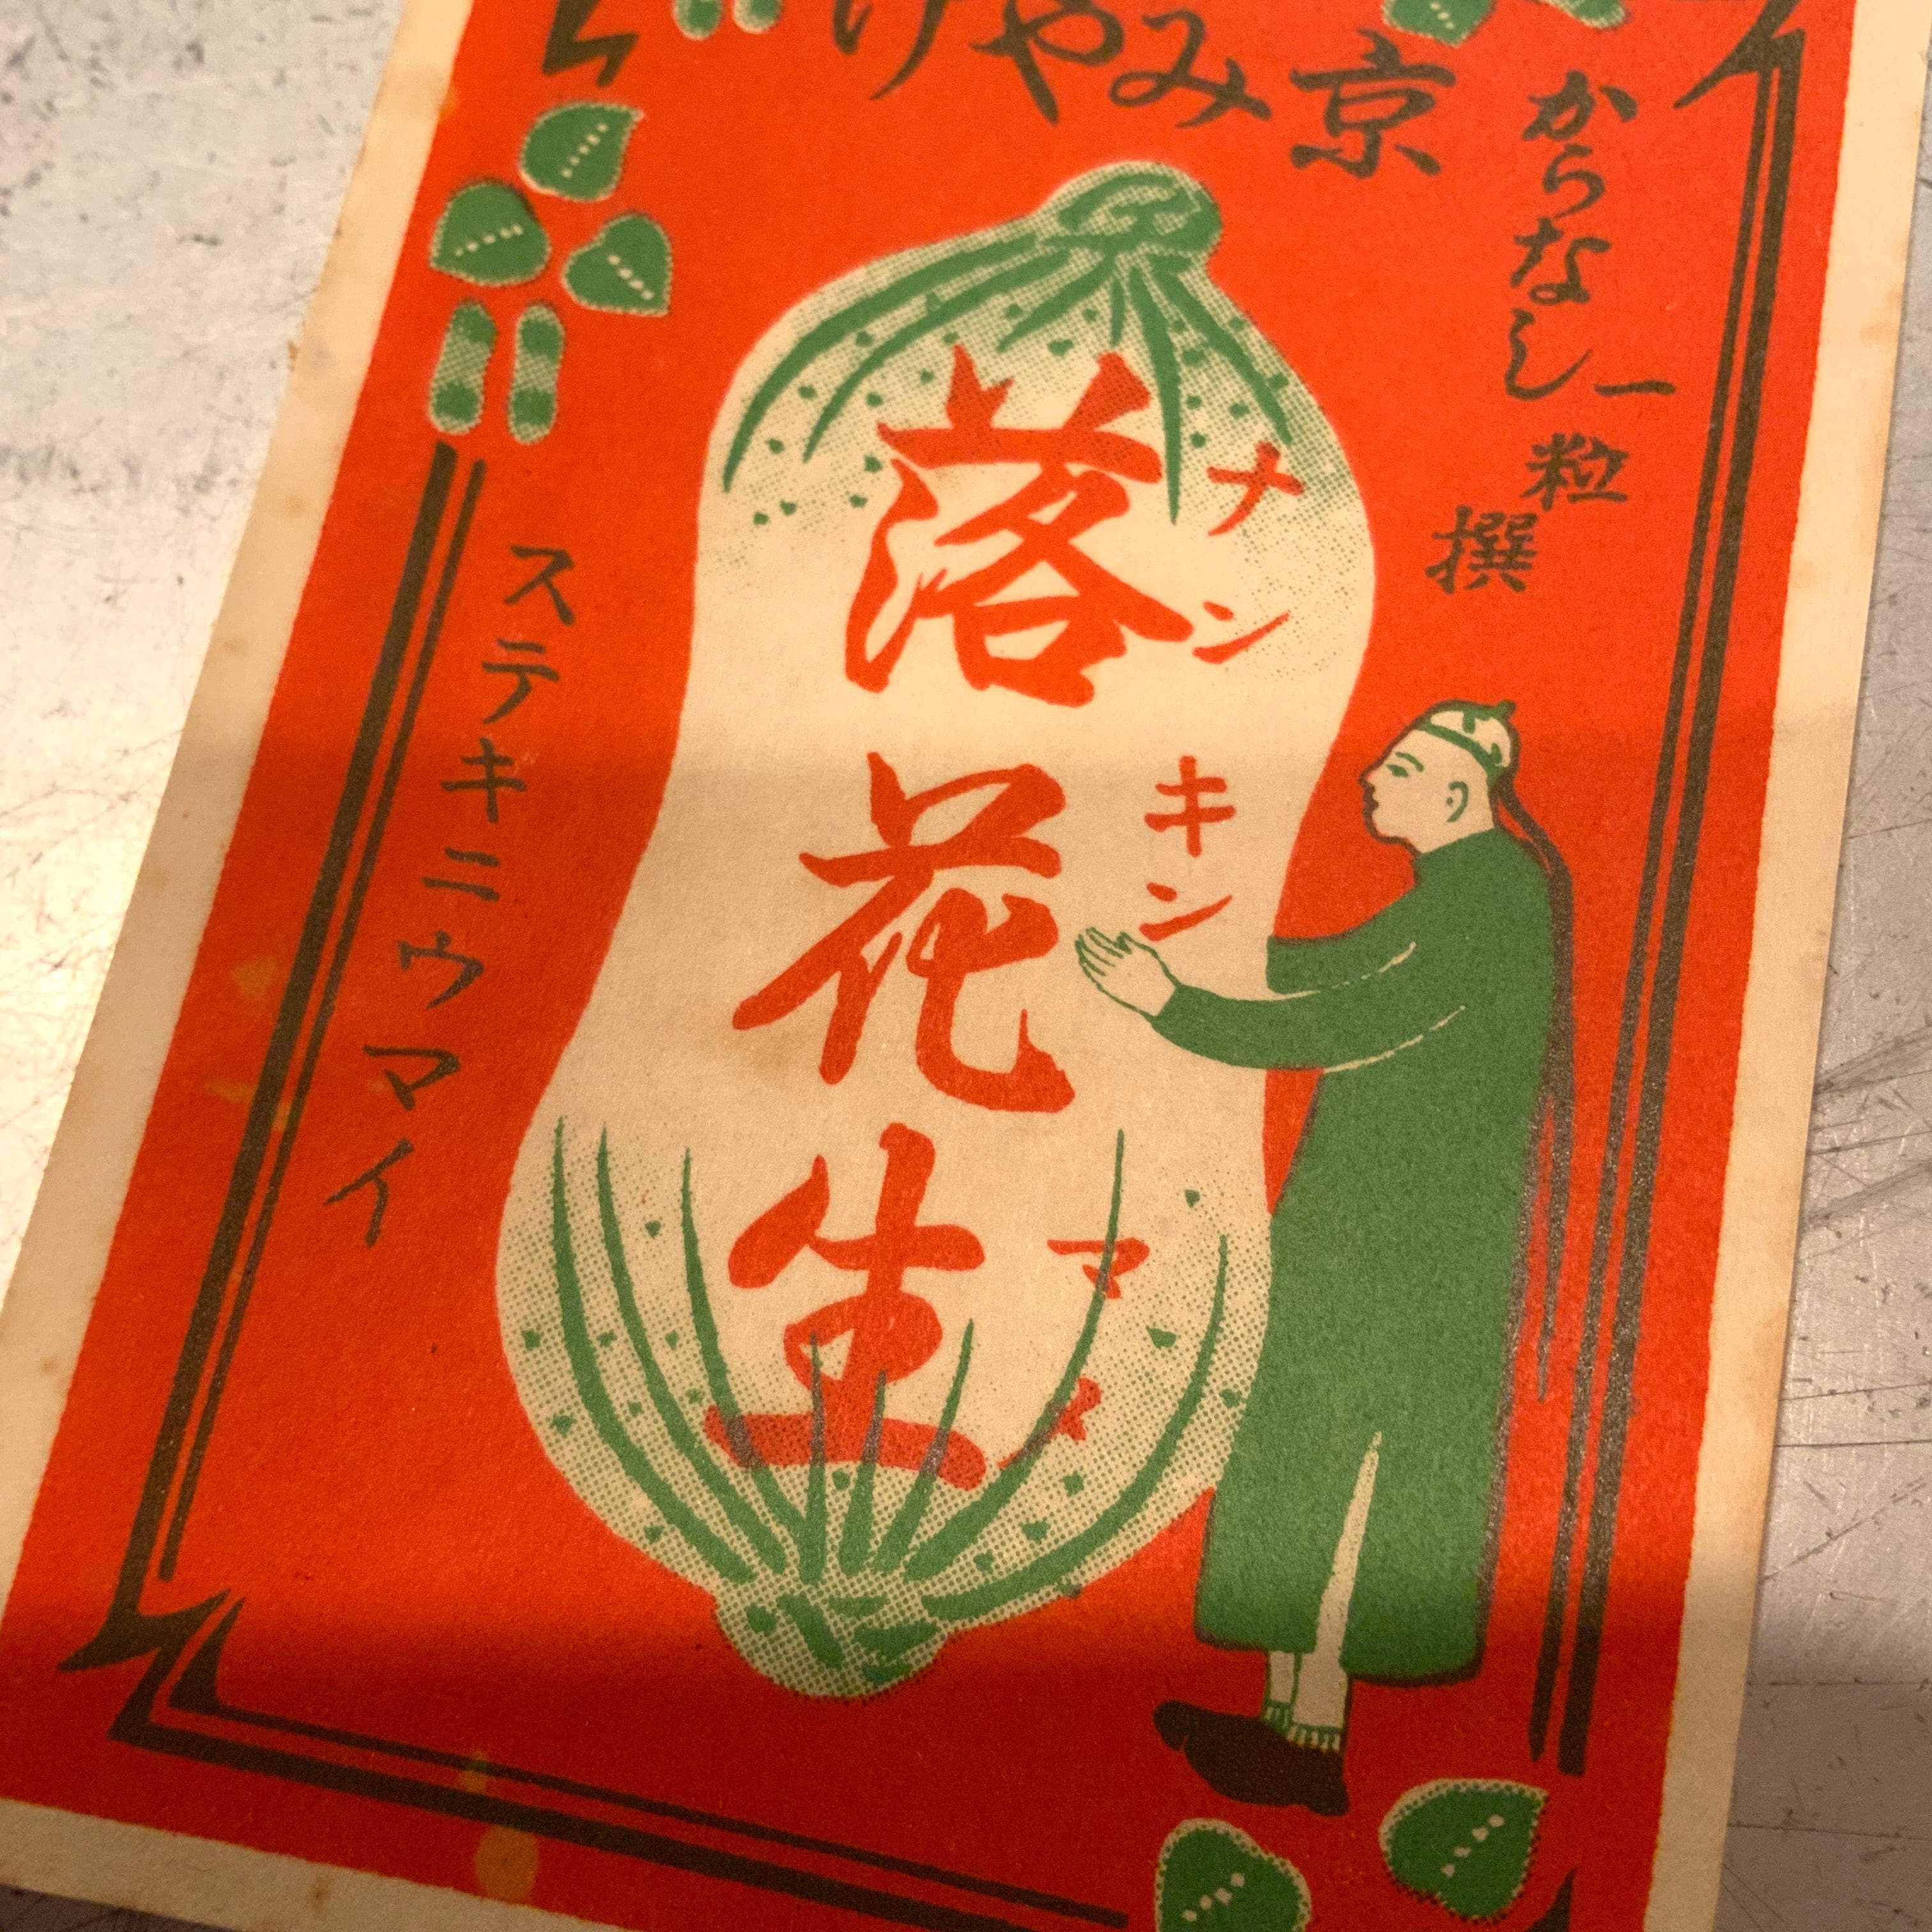 京みやげ
からなし
一粒撰
落花生
ナンキンマメ
ステキニウマイ